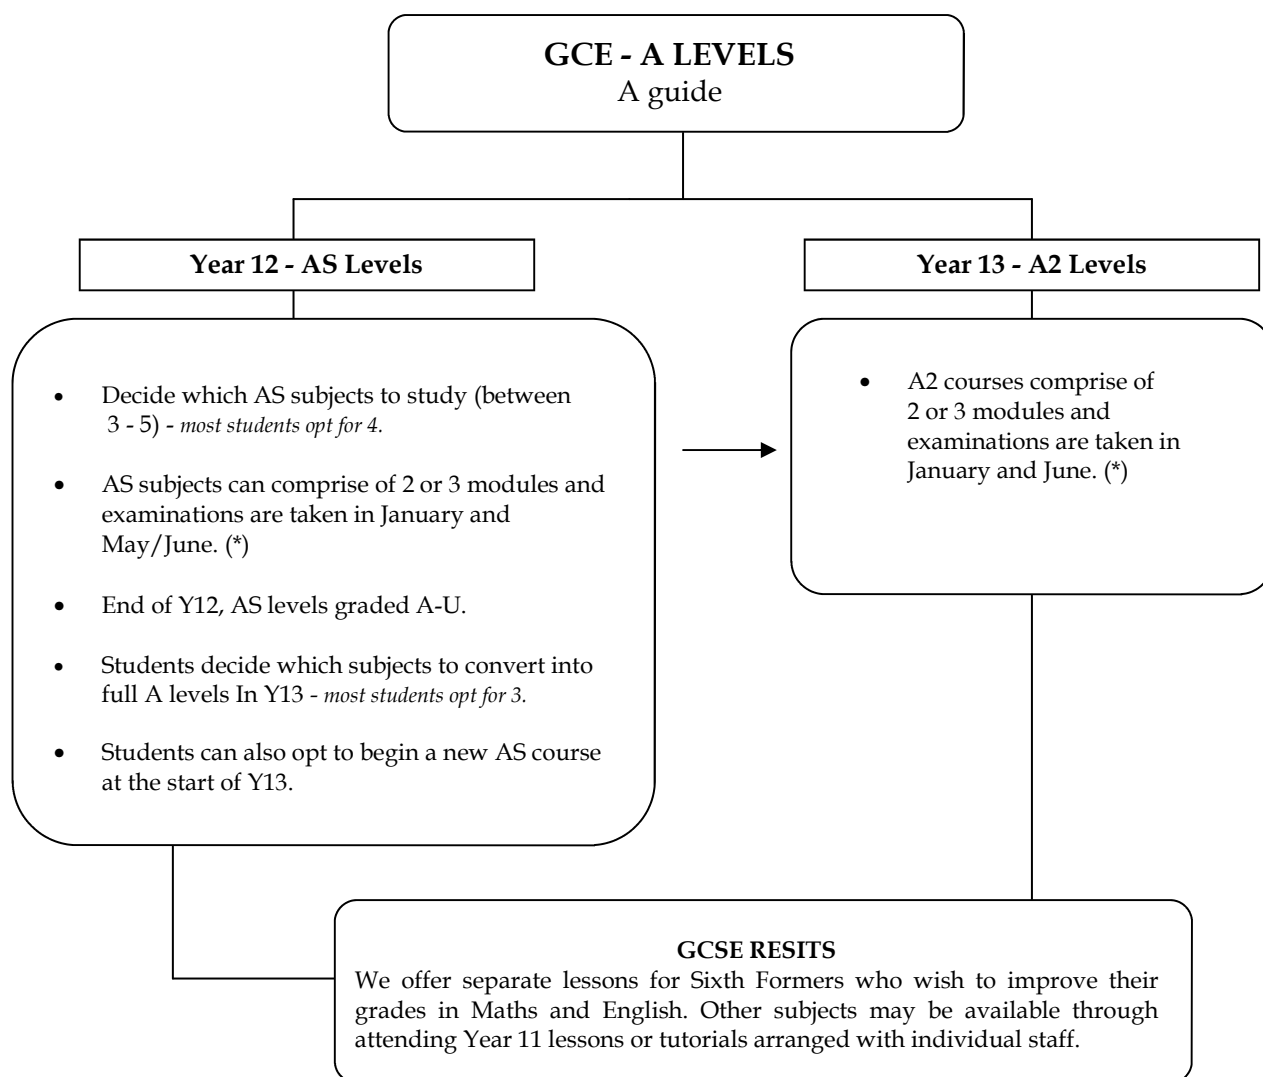 GCE - A LEVELS
A guide
Year 12 - AS Levels
Year 13 - A2 Levels
• Decide which AS subjects to study (between
3 - 5) - most students opt for 4.
• AS subjects can comprise of 2 or 3 modules and
examinations are taken in January and
May/June. (*)
• End of Y12, AS levels graded A-U.
• Students decide which subjects to convert into
full A levels In Y13 - most students opt for 3.
• Students can also opt to begin a new AS course
at the start of Y13.
• A2 courses comprise of
2 or 3 modules and
examinations are taken in
January and June. (*)
GCSE RESITS
We offer separate lessons for Sixth Formers who wish to improve their
grades in Maths and English. Other subjects may be available through
attending Year 11 lessons or tutorials arranged with individual staff.